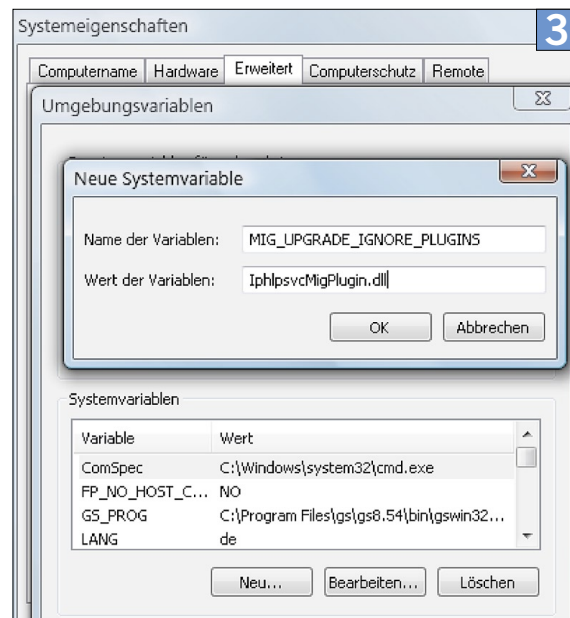 Systemeigenschaften
3
Computername Hardware Erweitert Computerschutz Remote
Umgebungsvariablen
Neue Systemvariable
Name der Variablen: MIG_UPGRADE_IGNORE_PLUGINS
Wert der Variablen: IphlpsvcMigPlugin.dll
OK Abbrechen
Systemvariablen
Variable Wert
ComSpec C:\Windows\system32\cmd.exe
FP_NO_HOST_C... NO
GS_PROG C:\Program Files\gs\gs8.54\bin\gswin32...
LANG de
Neu... Bearbeiten... Löschen